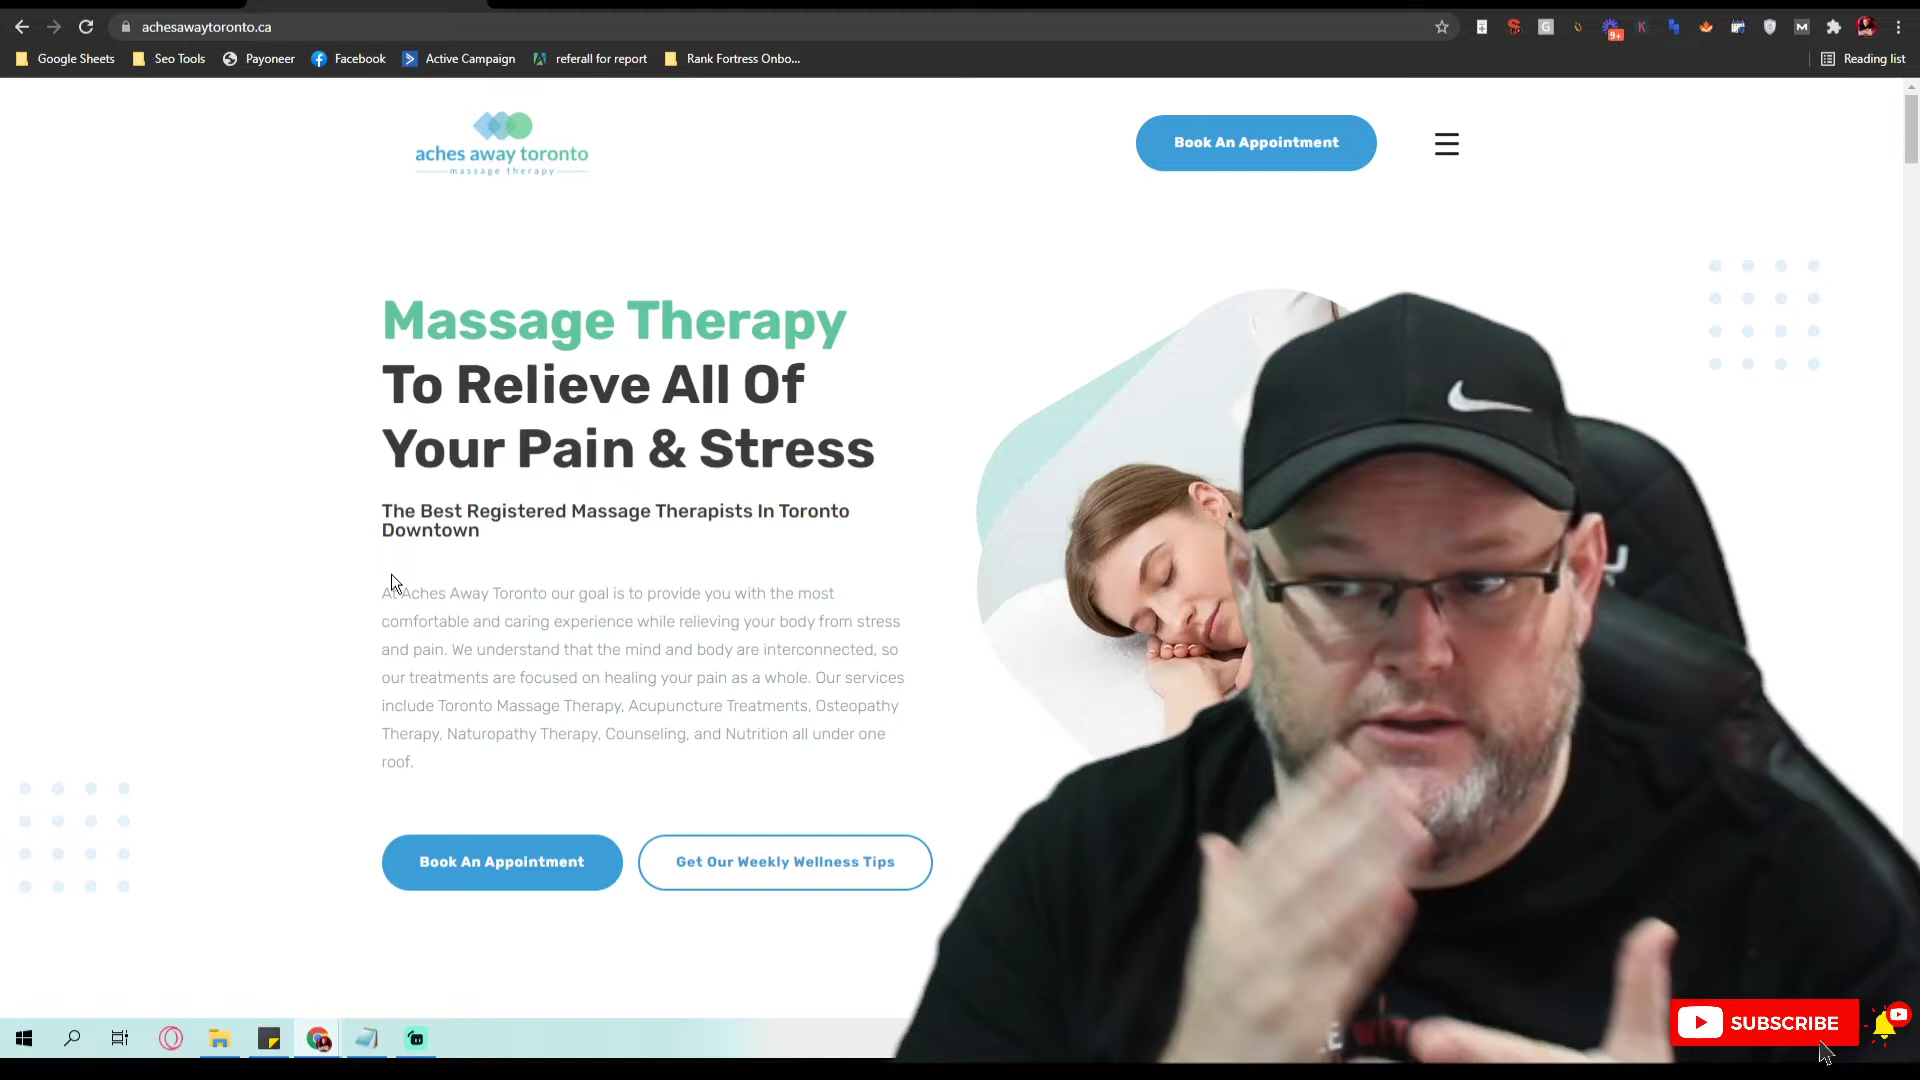 achesawaytoronto.ca
9+
Google Sheets
Seo Tools
Payoneer
Facebook
Active Campaign
referall for report
Rank Fortress Onbo...
Reading list
aches away toronto
massage therapy
Book An Appointment
Massage Therapy
To Relieve All Of
Your Pain & Stress
The Best Registered Massage Therapists In Toronto
Downtown
At Aches Away Toronto our goal is to provide you with the most
comfortable and caring experience while relieving your body from stress
and pain. We understand that the mind and body are interconnected, so
our treatments are focused on healing your pain as a whole. Our services
include Toronto Massage Therapy, Acupuncture Treatments, Osteopathy
Therapy, Naturopathy Therapy, Counseling, and Nutrition all under one
roof.
Book An Appointment
Get Our Weekly Wellness Tips
SUBSCRIBE